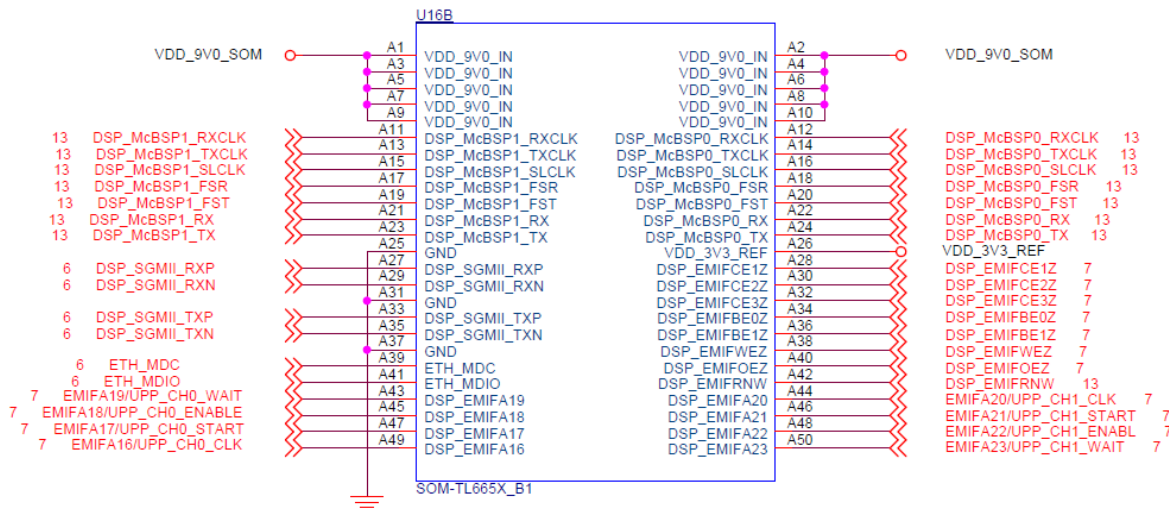 U16B
VDD_9V0_SOM A1 VDD_9V0_IN VDD_9V0_IN A2 VDD_9V0_SOM
A3 VDD_9V0_IN VDD_9V0_IN A4
A5 VDD_9V0_IN VDD_9V0_IN A6
A7 VDD_9V0_IN VDD_9V0_IN A8
A9 VDD_9V0_IN VDD_9V0_IN A10
13 DSP_McBSP1_RXCLK A11 DSP_McBSP1_RXCLK DSP_McBSP0_RXCLK A12 DSP_McBSP0_RXCLK 13
13 DSP_McBSP1_TXCLK A13 DSP_McBSP1_TXCLK DSP_McBSP0_TXCLK A14 DSP_McBSP0_TXCLK 13
13 DSP_McBSP1_SLCLK A15 DSP_McBSP1_SLCLK DSP_McBSP0_SLCLK A16 DSP_McBSP0_SLCLK 13
13 DSP_McBSP1_FSR A17 DSP_McBSP1_FSR DSP_McBSP0_FSR A18 DSP_McBSP0_FSR 13
13 DSP_McBSP1_FST A19 DSP_McBSP1_FST DSP_McBSP0_FST A20 DSP_McBSP0_FST 13
13 DSP_McBSP1_RX A21 DSP_McBSP1_RX DSP_McBSP0_RX A22 DSP_McBSP0_RX 13
13 DSP_McBSP1_TX A23 DSP_McBSP1_TX DSP_McBSP0_TX A24 DSP_McBSP0_TX 13
A25 GND VDD_3V3_REF A26 VDD_3V3_REF
6 DSP_SGMII_RXP A27 DSP_SGMII_RXP DSP_EMIFCE1Z A28 DSP_EMIFCE1Z 7
6 DSP_SGMII_RXN A29 DSP_SGMII_RXN DSP_EMIFCE2Z A30 DSP_EMIFCE2Z 7
A31 GND DSP_EMIFCE3Z A32 DSP_EMIFCE3Z 7
6 DSP_SGMII_TXP A33 DSP_SGMII_TXP DSP_EMIFBE0Z A34 DSP_EMIFBE0Z 7
6 DSP_SGMII_TXN A35 DSP_SGMII_TXN DSP_EMIFBE1Z A36 DSP_EMIFBE1Z 7
A37 GND DSP_EMIFWEZ A38 DSP_EMIFWEZ 7
6 ETH_MDC A39 ETH_MDC DSP_EMIFOEZ A40 DSP_EMIFOEZ 7
6 ETH_MDIO A41 ETH_MDIO DSP_EMIFRNW A42 DSP_EMIFRNW 13
7 EMIFA19/UPP_CH0_WAIT A43 DSP_EMIFA19 DSP_EMIFA20 A44 EMIFA20/UPP_CH1_CLK 7
7 EMIFA18/UPP_CH0_ENABLE A45 DSP_EMIFA18 DSP_EMIFA21 A46 EMIFA21/UPP_CH1_START 7
7 EMIFA17/UPP_CH0_START A47 DSP_EMIFA17 DSP_EMIFA22 A48 EMIFA22/UPP_CH1_ENABL 7
7 EMIFA16/UPP_CH0_CLK A49 DSP_EMIFA16 DSP_EMIFA23 A50 EMIFA23/UPP_CH1_WAIT 7
SOM-TL665X_B1